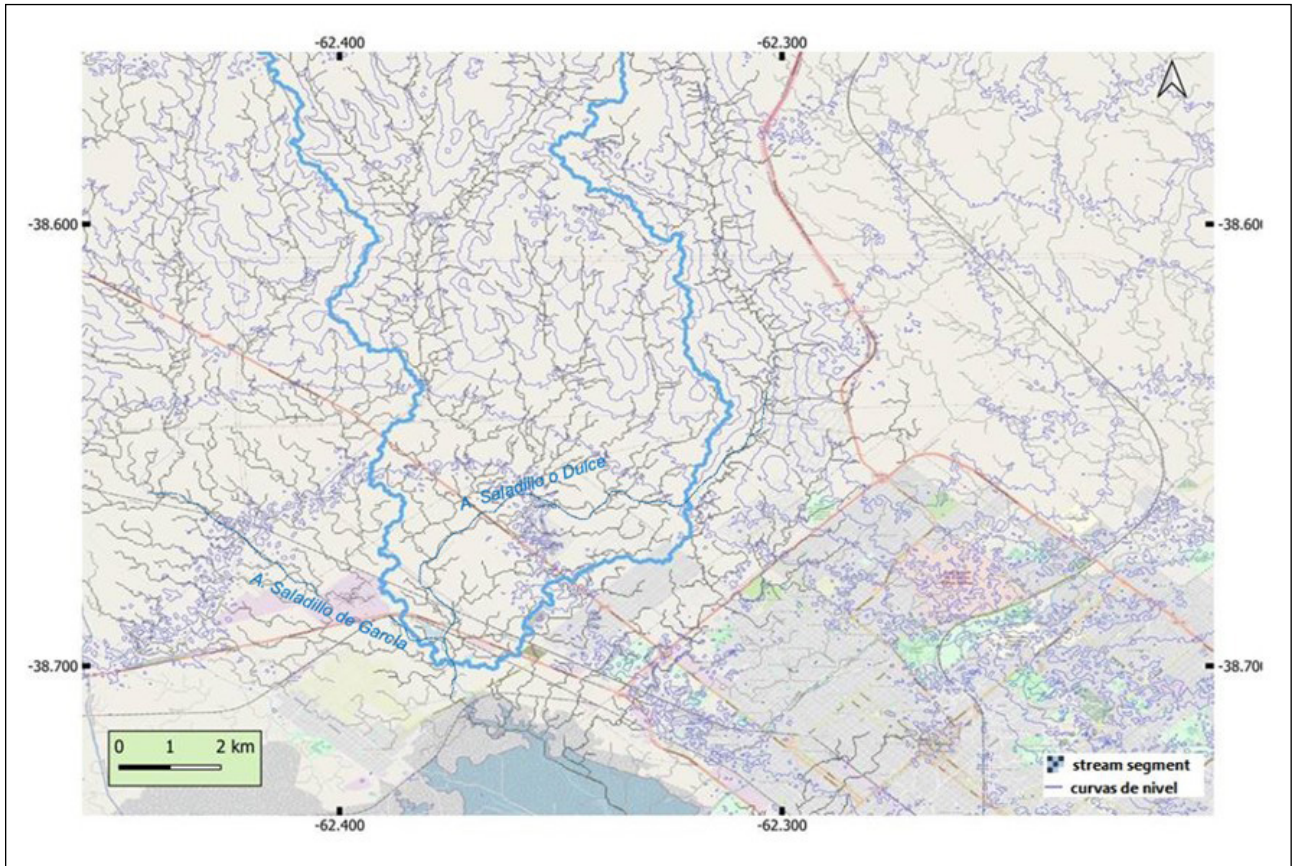 -62.400
-62.300
-38.600
-38.60
A. Saladillo o Dulce
A. Saladillo de García
-38.700
-38.70
0 1 2 km
stream segment
curvas de nivel
-62.400
-62.300